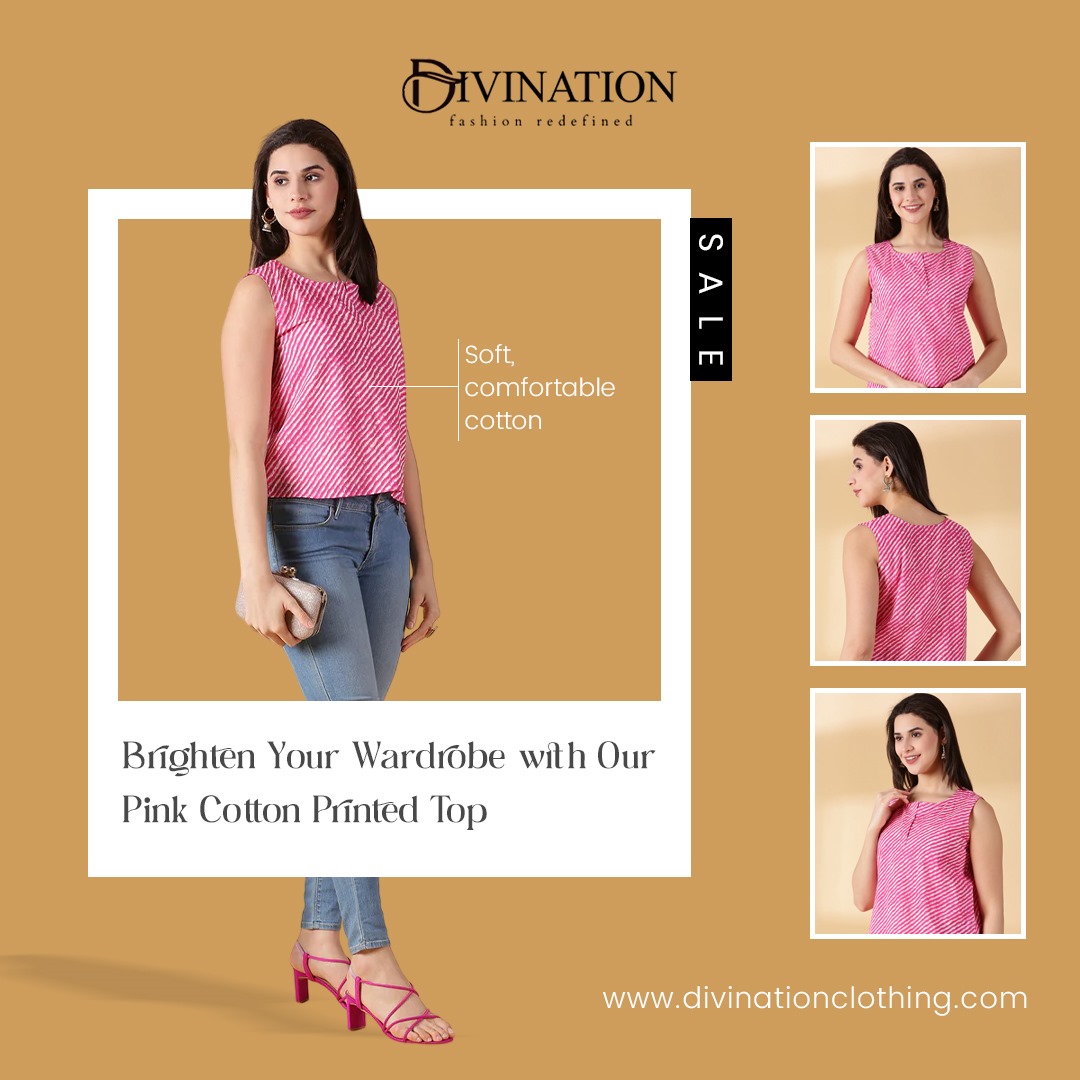 DIVINATION
fashion redefined
SALE
Soft,
comfortable
cotton
Brighten Your Wardrobe with Our
Pink Cotton Printed Top
www.divinationclothing.com